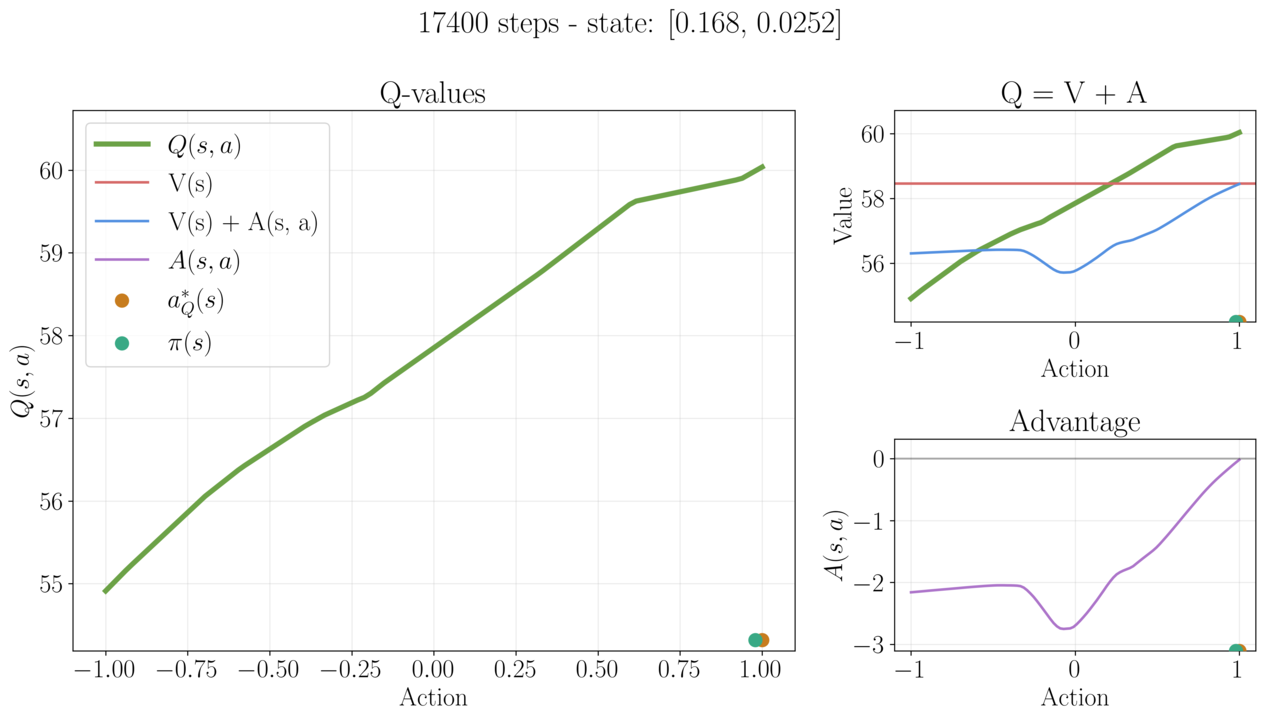 17400 steps - state: [0.168, 0.0252]
Q-values
Q(s, a)
V(s)
V(s) + A(s, a)
A(s, a)
a*_Q(s)
π(s)
Q(s, a)
60
59
58
57
56
55
−1.00 −0.75 −0.50 −0.25 0.00 0.25 0.50 0.75 1.00
Action
Q = V + A
Value
60
58
56
−1 0 1
Action
Advantage
A(s, a)
0
−1
−2
−3
−1 0 1
Action